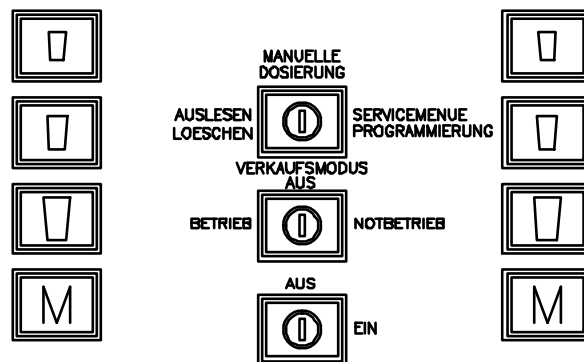 MANUELLE
DOSIERUNG
AUSLESEN
LOESCHEN
SERVICEMENUE
PROGRAMMIERUNG
VERKAUFSMODUS
AUS
BETRIEB
NOTBETRIEB
M
M
AUS
EIN